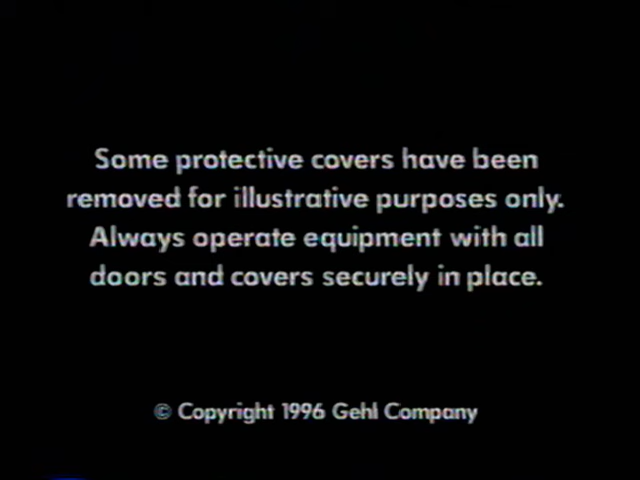 Some protective covers have been
removed for illustrative purposes only.
Always operate equipment with all
doors and covers securely in place.
© Copyright 1996 Gehl Company